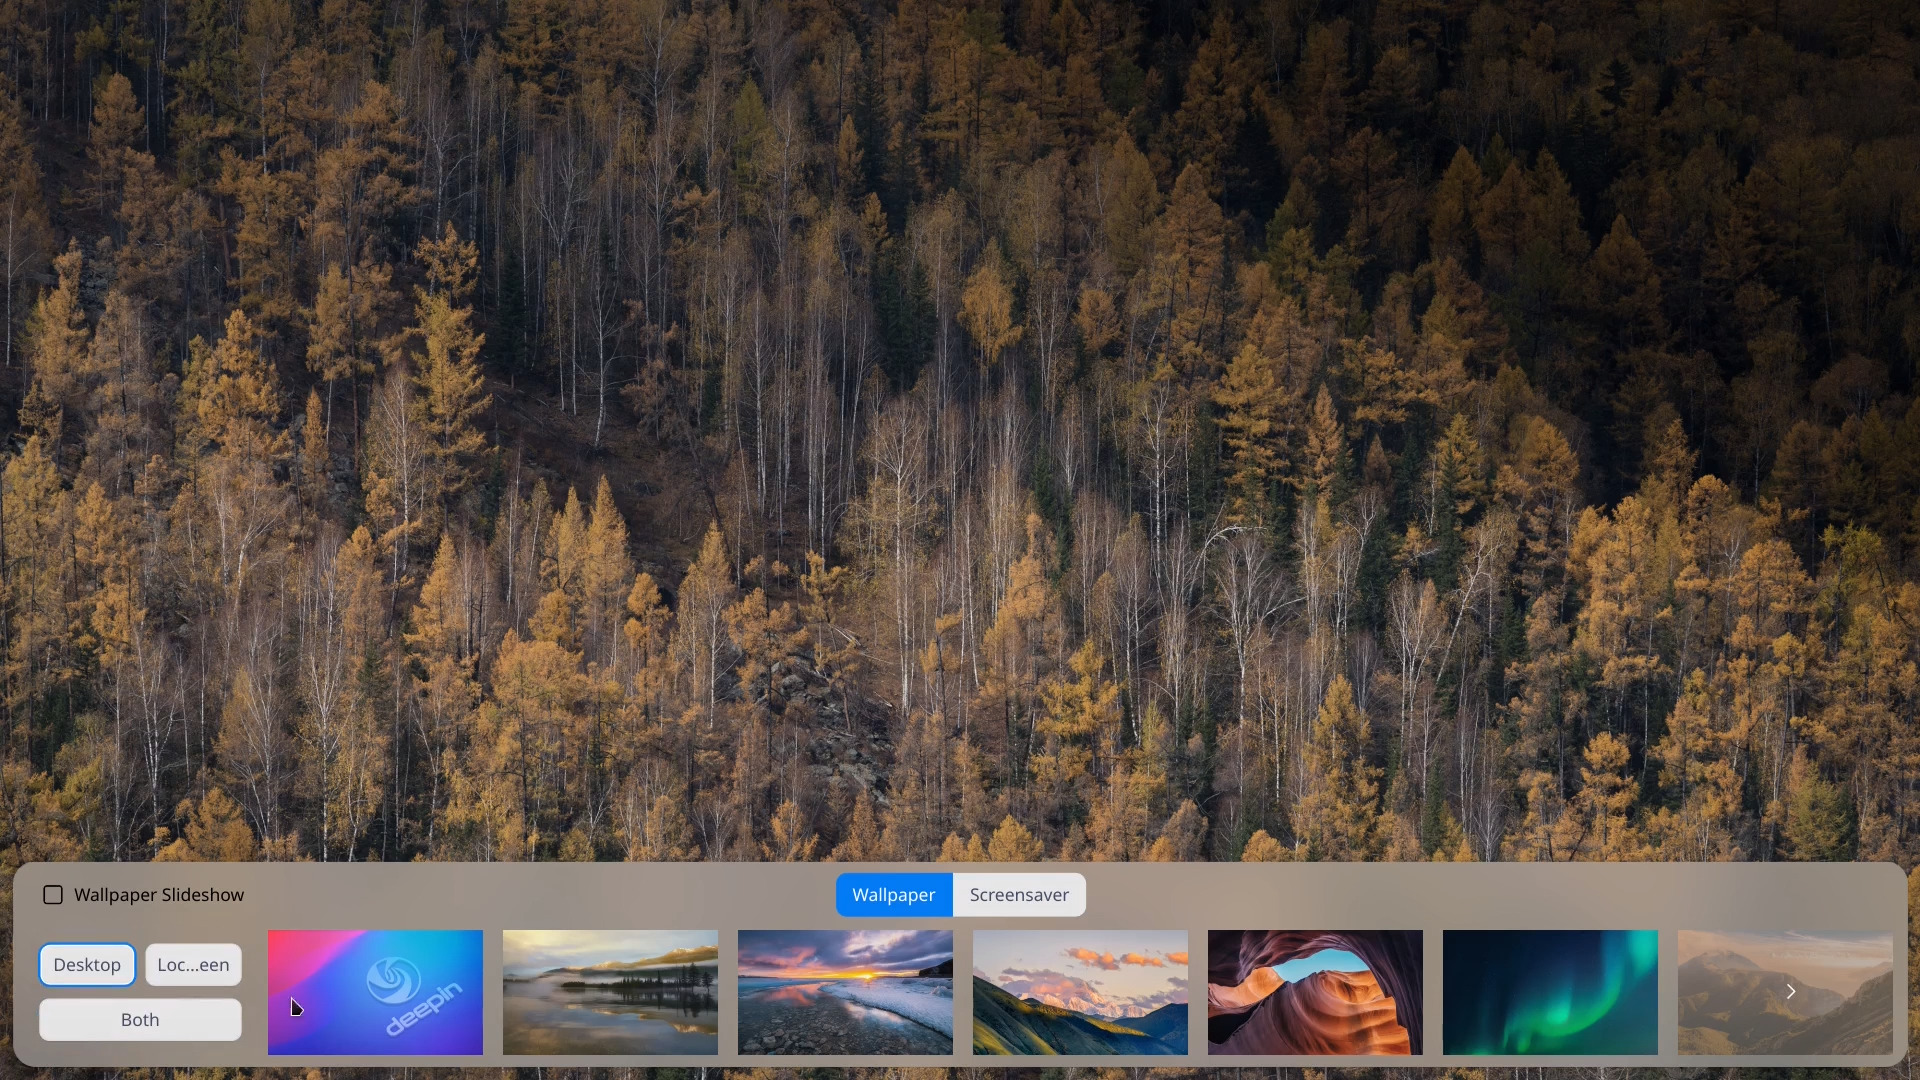 Wallpaper Slideshow
Wallpaper Screensaver
Desktop Loc...een
Both
deepin